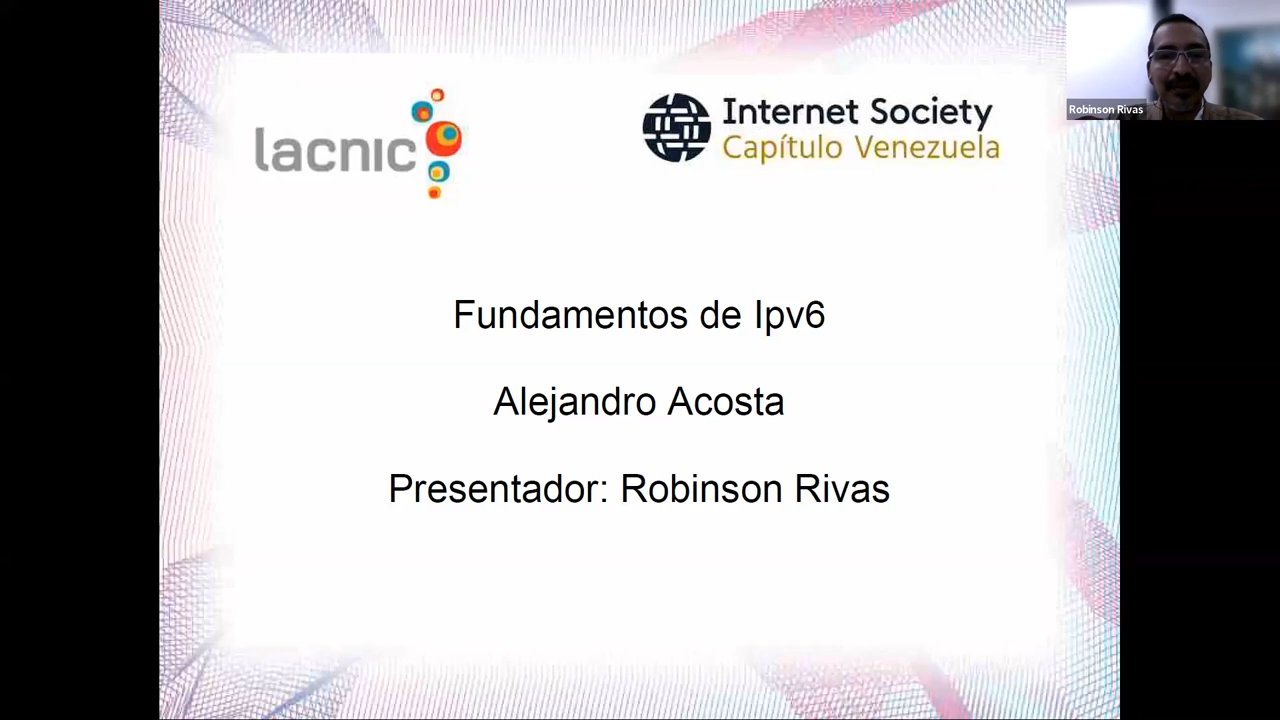 lacnic
Internet Society
Capítulo Venezuela
Robinson Rivas
Fundamentos de Ipv6
Alejandro Acosta
Presentador: Robinson Rivas